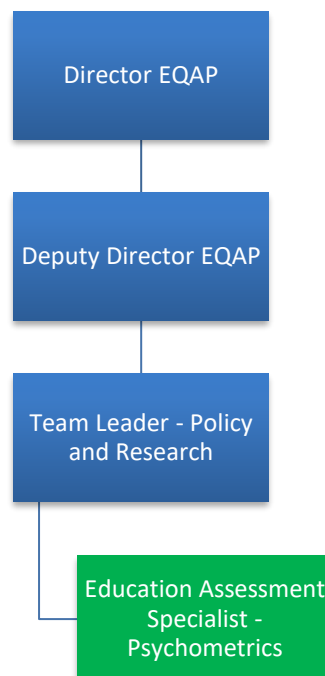 Director EQAP
Deputy Director EQAP
Team Leader - Policy
and Research
Education Assessment
Specialist -
Psychometrics